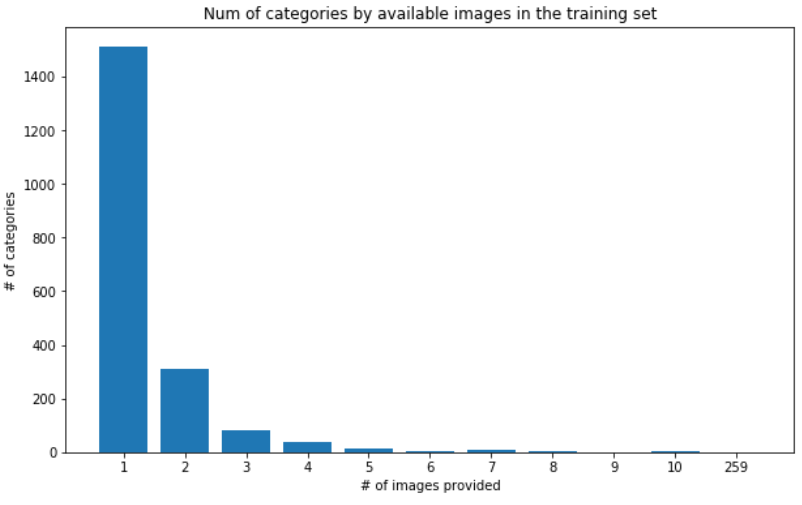 Num of categories by available images in the training set
# of categories
1400
1200
1000
800
600
400
200
0
1 2 3 4 5 6 7 8 9 10 259
# of images provided